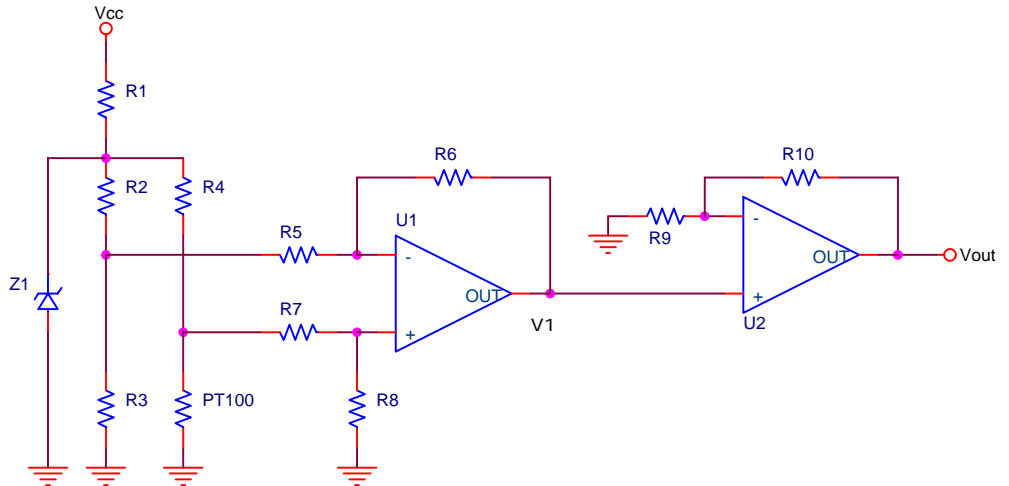 Vcc
R1
R2
R4
R6
R10
U1
R5
R9
-
-
OUT
Vout
Z1
OUT
+
U2
R7
+
V1
R3
PT100
R8